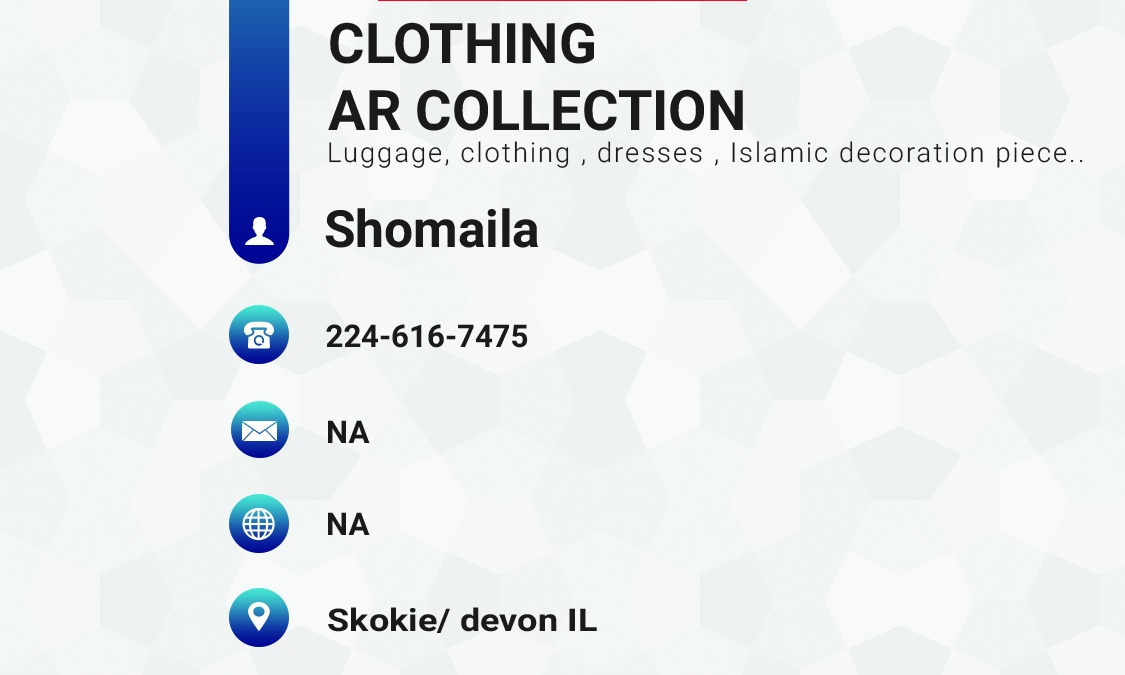 CLOTHING
AR COLLECTION
Luggage, clothing , dresses , Islamic decoration piece..
Shomaila
224-616-7475
NA
NA
Skokie/ devon IL